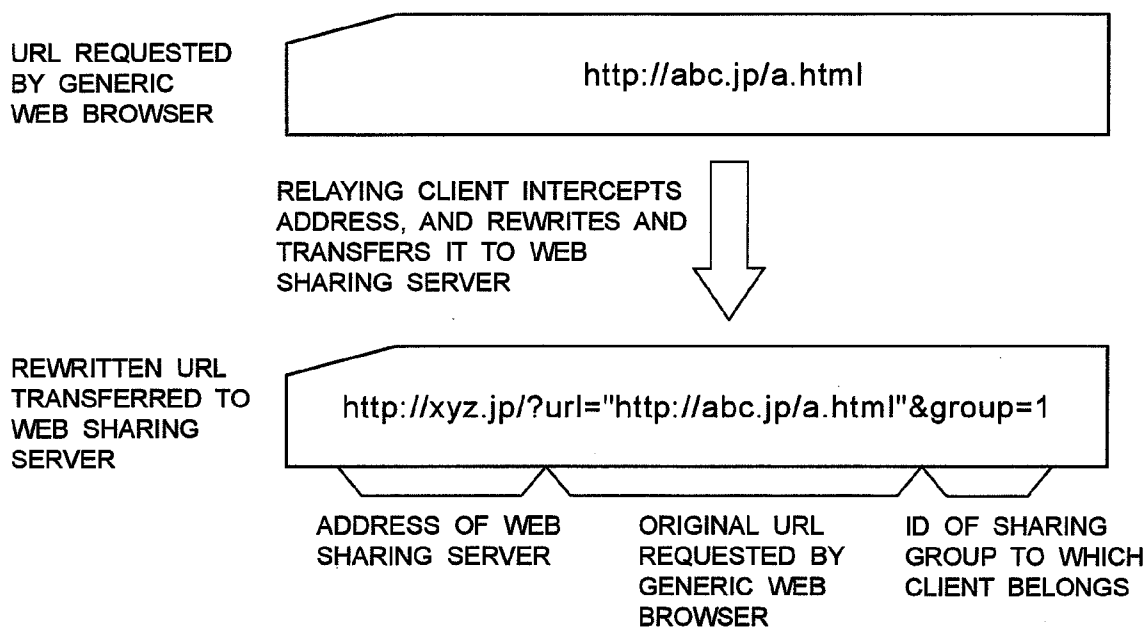 URL REQUESTED
BY GENERIC
WEB BROWSER
http://abc.jp/a.html
RELAYING CLIENT INTERCEPTS
ADDRESS, AND REWRITES AND
TRANSFERS IT TO WEB
SHARING SERVER
REWRITTEN URL
TRANSFERRED TO
WEB SHARING
SERVER
http://xyz.jp/?url="http://abc.jp/a.html"&group=1
ADDRESS OF WEB
SHARING SERVER
ORIGINAL URL
REQUESTED BY
GENERIC WEB
BROWSER
ID OF SHARING
GROUP TO WHICH
CLIENT BELONGS